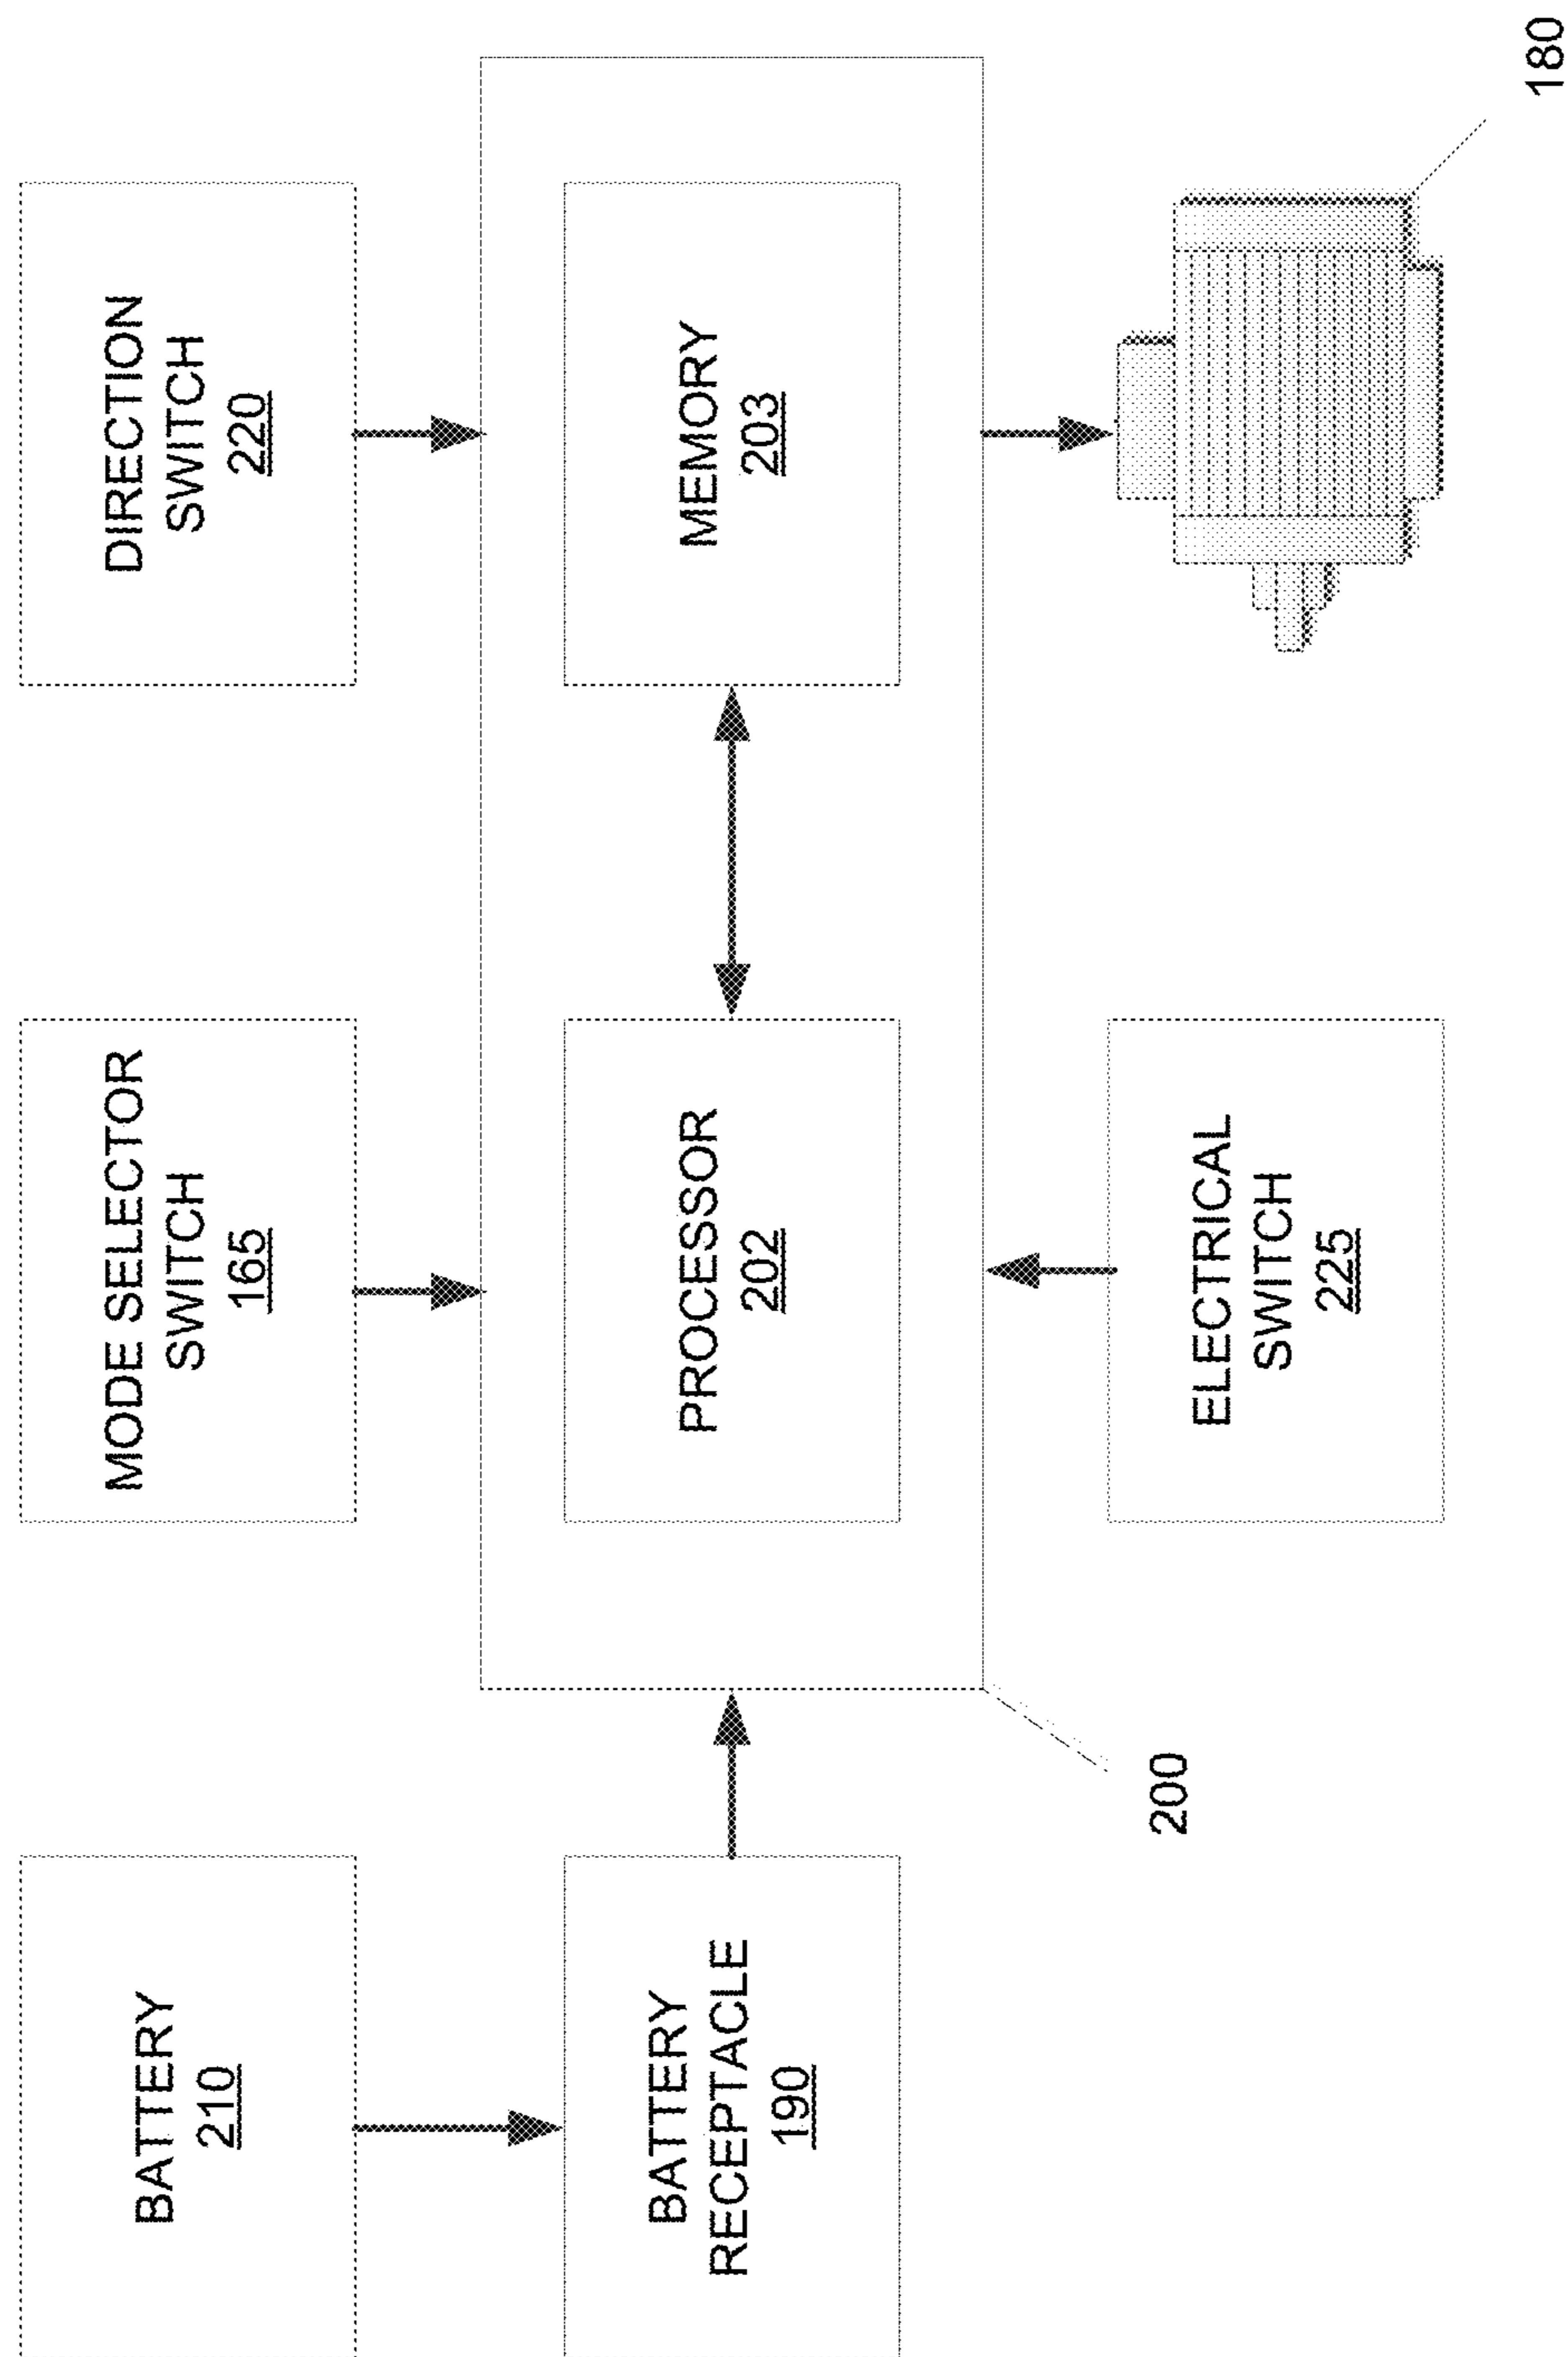 BATTERY
210
MODE SELECTOR
SWITCH
165
DIRECTION
SWITCH
220
BATTERY
RECEPTACLE
190
PROCESSOR
202
MEMORY
203
200
ELECTRICAL
SWITCH
225
180